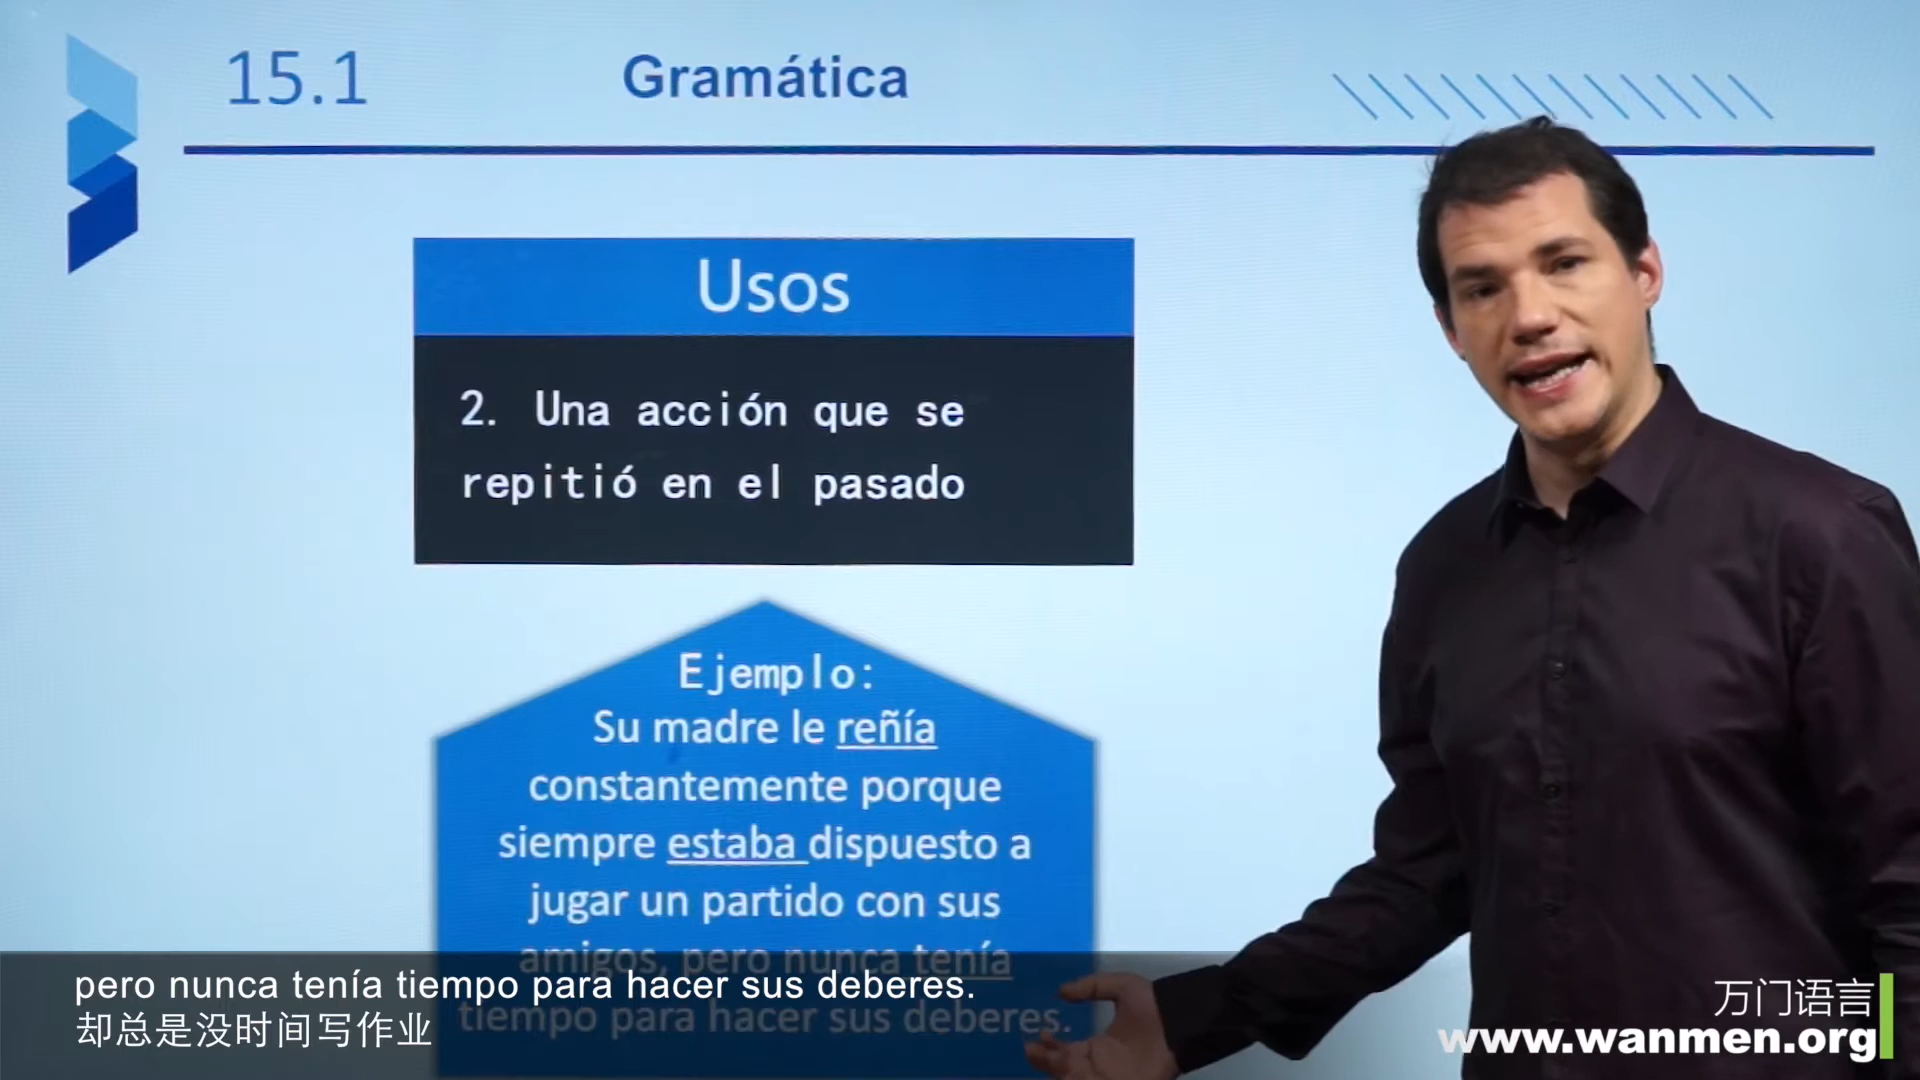 15.1
Gramática
Usos
2. Una acción que se
repitió en el pasado
Ejemplo:
Su madre le reñía
constantemente porque
siempre estaba dispuesto a
jugar un partido con sus
amigos, pero nunca tenía
tiempo para hacer sus deberes.
pero nunca tenía tiempo para hacer sus deberes.
却总是没时间写作业
万门语言
www.wanmen.org